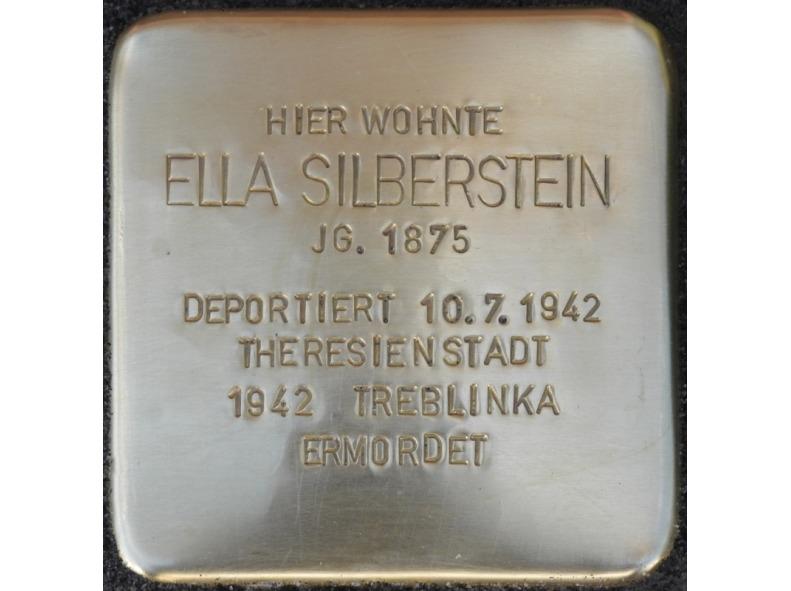 HIER WOHNTE
ELLA SILBERSTEIN
JG. 1875
DEPORTIERT 10.7.1942
THERESIENSTADT
1942 TREBLINKA
ERMORDET